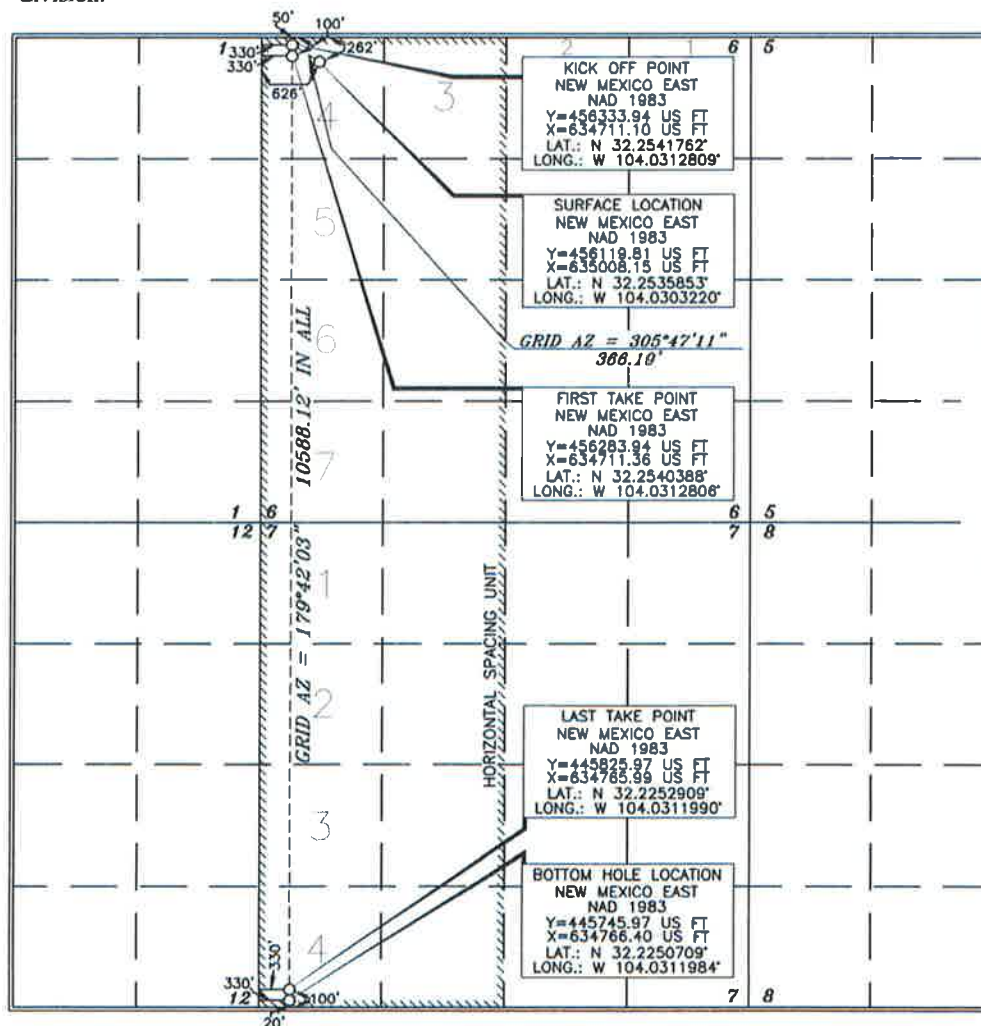 50' 100'
1 330' 262' 2 1 6 5
330'
626' 4 3
KICK OFF POINT
NEW MEXICO EAST
NAD 1983
Y=456333.94 US FT
X=634711.10 US FT
LAT.: N 32.2541762°
LONG.: W 104.0312809°
SURFACE LOCATION
NEW MEXICO EAST
NAD 1983
Y=456119.81 US FT
X=635008.15 US FT
LAT.: N 32.2535853°
LONG.: W 104.0303220°
5
6
GRID AZ = 305°47'11"
366.19'
FIRST TAKE POINT
NEW MEXICO EAST
NAD 1983
Y=456283.94 US FT
X=634711.36 US FT
LAT.: N 32.2540388°
LONG.: W 104.0312806°
10588.12' IN ALL
7
1 6 6 5
12 7 7 8
GRID AZ = 179°42'03"
1
2
3
4
HORIZONTAL SPACING UNIT
LAST TAKE POINT
NEW MEXICO EAST
NAD 1983
Y=445825.97 US FT
X=634765.99 US FT
LAT.: N 32.2252909°
LONG.: W 104.0311990°
BOTTOM HOLE LOCATION
NEW MEXICO EAST
NAD 1983
Y=445745.97 US FT
X=634766.40 US FT
LAT.: N 32.2250709°
LONG.: W 104.0311984°
330'
330'
12 100' 7 8
20'